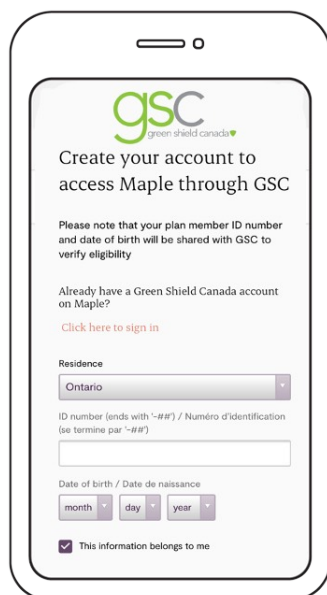 gsc
green shield canada
Create your account to
access Maple through GSC
Please note that your plan member ID number
and date of birth will be shared with GSC to
verify eligibility
Already have a Green Shield Canada account
on Maple?
Click here to sign in
Residence
Ontario
ID number (ends with '-##') / Numéro d'identification
(se termine par '-##')
Date of birth / Date de naissance
month day year
This information belongs to me